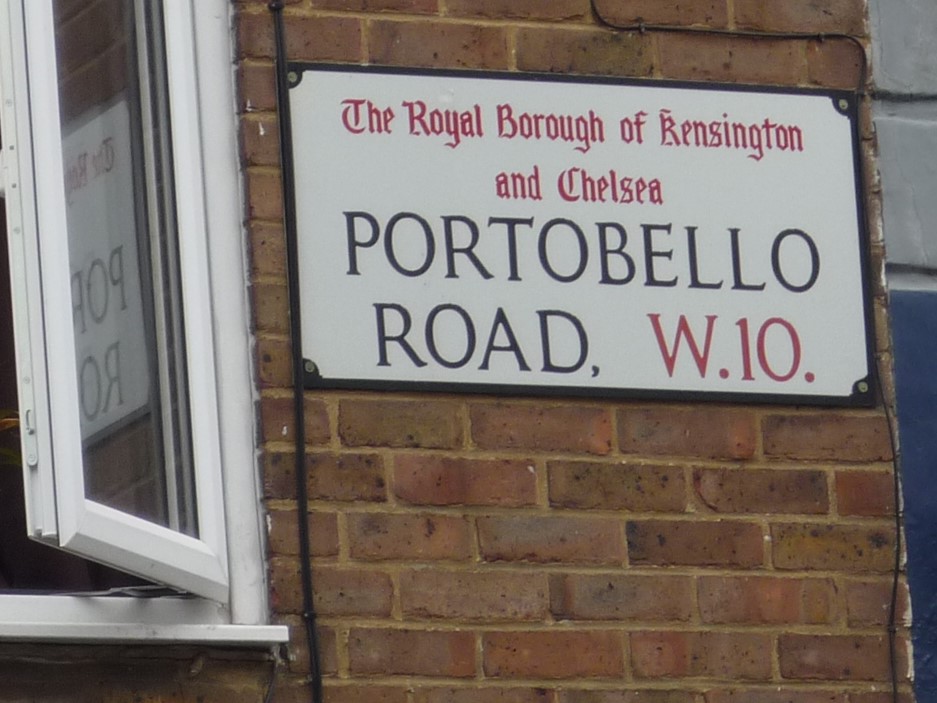 The Royal Borough of Kensington
and Chelsea
PORTOBELLO
ROAD, W.10.